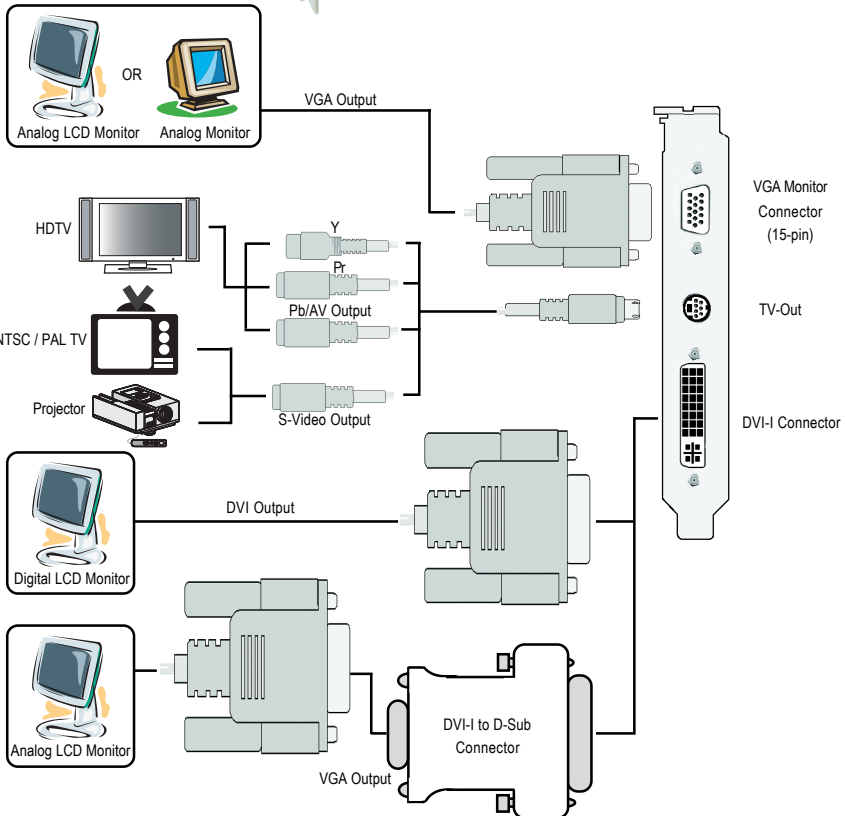 OR
Analog LCD Monitor
Analog Monitor
VGA Output
VGA Monitor
Connector
(15-pin)
HDTV
Y
Pr
Pb/AV Output
TV-Out
NTSC / PAL TV
Projector
S-Video Output
DVI-I Connector
DVI Output
Digital LCD Monitor
Analog LCD Monitor
DVI-I to D-Sub
Connector
VGA Output